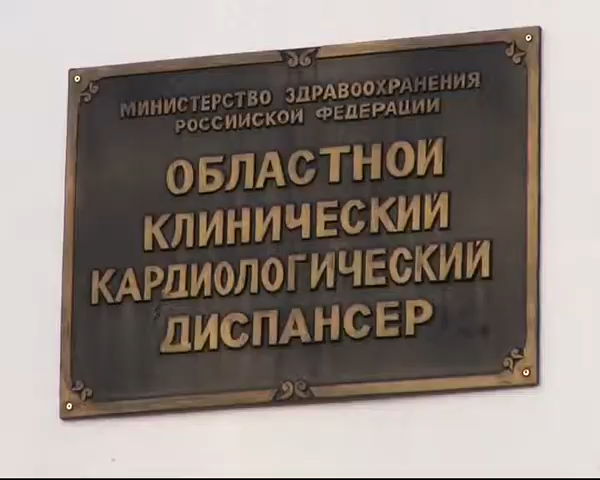 МИНИСТЕРСТВО ЗДРАВООХРАНЕНИЯ
РОССИЙСКОЙ ФЕДЕРАЦИИ
ОБЛАСТНОЙ
КЛИНИЧЕСКИЙ
КАРДИОЛОГИЧЕСКИЙ
ДИСПАНСЕР